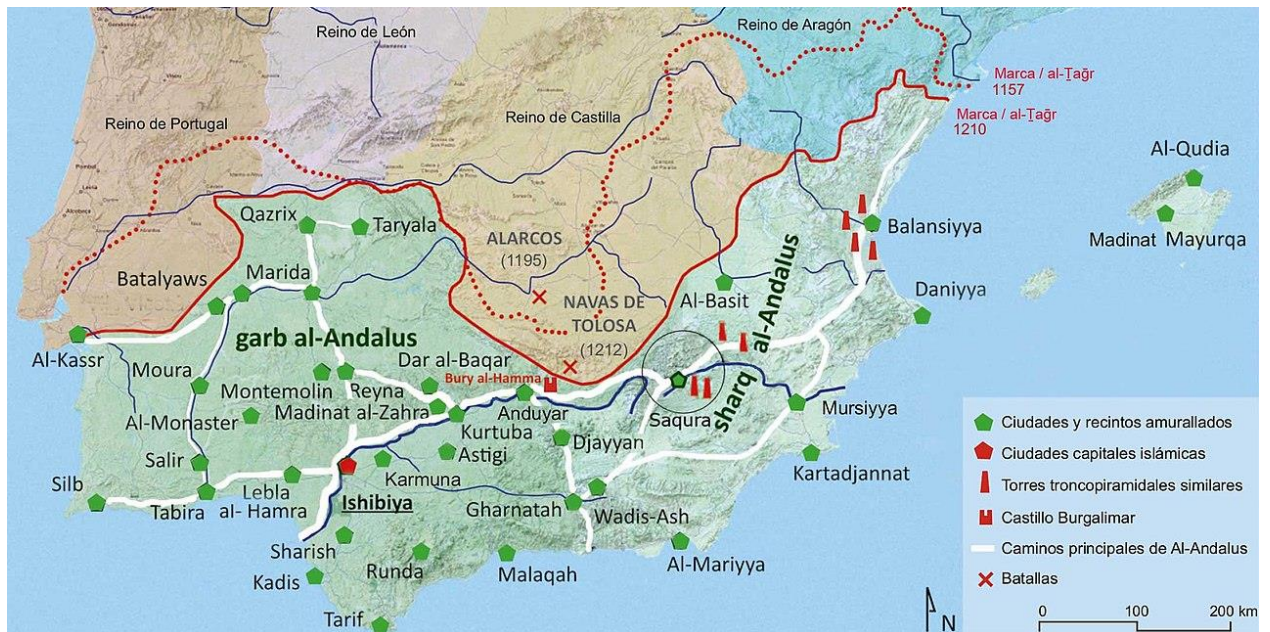 Reino de León
Reino de Aragón
Marca / al-Ṯağr
1157
Reino de Portugal
Reino de Castilla
Marca / al-Ṯağr
1210
Al-Qudia
Qazrix
Taryala
ALARCOS
(1195)
Balansiyya
Madinat Mayurqa
Batalyaws
Marida
Al-Basit
Daniyya
NAVAS DE
TOLOSA
(1212)
sharq al-Andalus
garb al-Andalus
Al-Kassr
Moura
Dar al-Baqar
Bury al-Hamma
Montemolin
Reyna
Madinat al-Zahra
Anduyar
Saqura
Mursiyya
Al-Monaster
Kurtuba
Djayyan
Salir
Astigi
Karmuna
Kartadjannat
Silb
Tabira
Lebla
al- Hamra
Ishibiya
Gharnatah
Wadis-Ash
Sharish
Kadis
Runda
Malaqah
Al-Mariyya
Tarif
Ciudades y recintos amurallados
Ciudades capitales islámicas
Torres troncopiramidales similares
Castillo Burgalimar
Caminos principales de Al-Andalus
Batallas
N
0 100 200 km